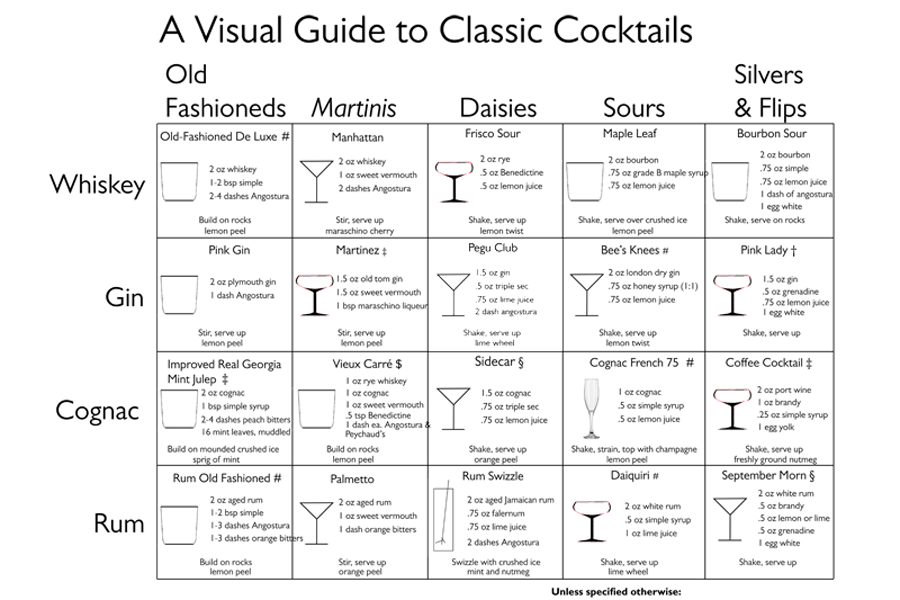 A Visual Guide to Classic Cocktails
Old
Fashioneds
Martinis
Daisies
Sours
Silvers
& Flips
Whiskey
Old-Fashioned De Luxe #
2 oz whiskey
1-2 bsp simple
2-4 dashes Angostura
Build on rocks
lemon peel
Manhattan
2 oz whiskey
1 oz sweet vermouth
2 dashes Angostura
Stir, serve up
maraschino cherry
Frisco Sour
2 oz rye
.5 oz Benedictine
.5 oz lemon juice
Shake, serve up
lemon twist
Maple Leaf
2 oz bourbon
.75 oz grade B maple syrup
.75 oz lemon juice
Shake, serve over crushed ice
lemon peel
Bourbon Sour
2 oz bourbon
.75 oz simple
.75 oz lemon juice
1 dash of angostura
1 egg white
Shake, serve on rocks
Gin
Pink Gin
2 oz plymouth gin
1 dash Angostura
Stir, serve up
lemon peel
Martinez ‡
1.5 oz old tom gin
1.5 oz sweet vermouth
1 bsp maraschino liqueur
Stir, serve up
lemon peel
Pegu Club
1.5 oz gin
.5 oz triple sec
.75 oz lime juice
2 dash angostura
Shake, serve up
lime wheel
Bee's Knees #
2 oz london dry gin
.75 oz honey syrup (1:1)
.75 oz lemon juice
Shake, serve up
lemon twist
Pink Lady †
1.5 oz gin
.5 oz grenadine
.75 oz lemon juice
1 egg white
Shake, serve up
Cognac
Improved Real Georgia
Mint Julep ‡
2 oz cognac
1 bsp simple syrup
2-4 dashes peach bitters
16 mint leaves, muddled
Build on mounded crushed ice
sprig of mint
Vieux Carré $
1 oz rye whiskey
1 oz cognac
1 oz sweet vermouth
.5 tsp Benedictine
1 dash ea. Angostura &
Peychaud's
Build on rocks
lemon peel
Sidecar §
1.5 oz cognac
.75 oz triple sec
.75 oz lemon juice
Shake, serve up
orange peel
Cognac French 75 #
1 oz cognac
.5 oz simple syrup
.5 oz lemon juice
Shake, strain, top with champagne
lemon peel
Coffee Cocktail ‡
2 oz port wine
1 oz brandy
.25 oz simple syrup
1 egg yolk
Shake, serve up
freshly ground nutmeg
Rum
Rum Old Fashioned #
2 oz aged rum
1-2 bsp simple
1-3 dashes Angostura
1-3 dashes orange bitters
Build on rocks
lemon peel
Palmetto
2 oz aged rum
1 oz sweet vermouth
1 dash orange bitters
Stir, serve up
orange peel
Rum Swizzle
2 oz aged Jamaican rum
.75 oz falernum
.75 oz lime juice
2 dashes Angostura
Swizzle with crushed ice
mint and nutmeg
Daiquiri #
2 oz white rum
.5 oz simple syrup
1 oz lime juice
Shake, serve up
lime wheel
September Morn §
2 oz white rum
.5 oz brandy
.5 oz lemon or lime
.5 oz grenadine
1 egg white
Shake, serve up
Unless specified otherwise: